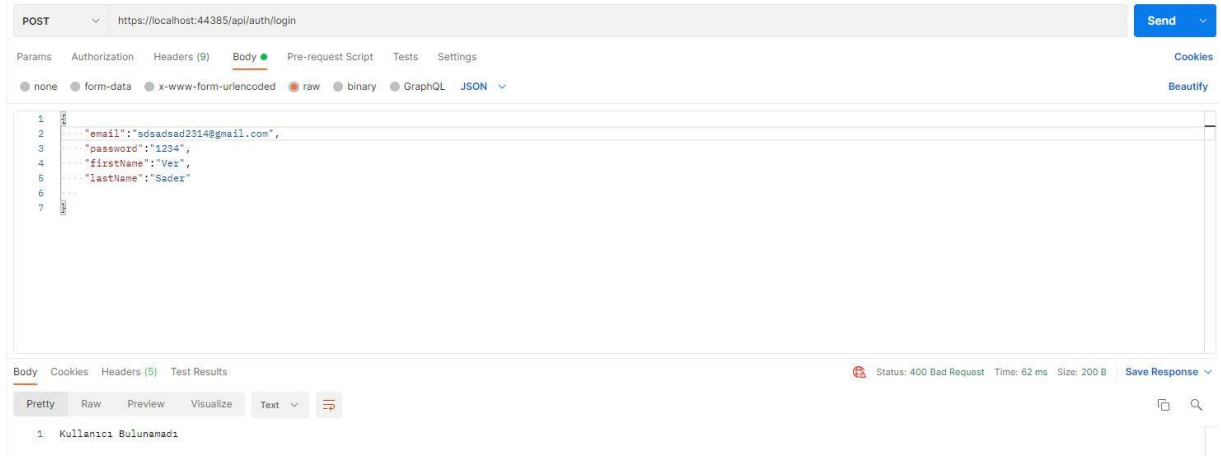 POST https://localhost:44385/api/auth/login Send
Params Authorization Headers (9) Body Pre-request Script Tests Settings Cookies
none form-data x-www-form-urlencoded raw binary GraphQL JSON Beautify
1 {
2 "email":"sdsadsad2314@gmail.com",
3 "password":"1234",
4 "firstName":"Ver",
5 "lastName":"Sader"
6
7 }
Body Cookies Headers (5) Test Results Status: 400 Bad Request Time: 62 ms Size: 200 B Save Response
Pretty Raw Preview Visualize Text
1 Kullanıcı Bulunamadı